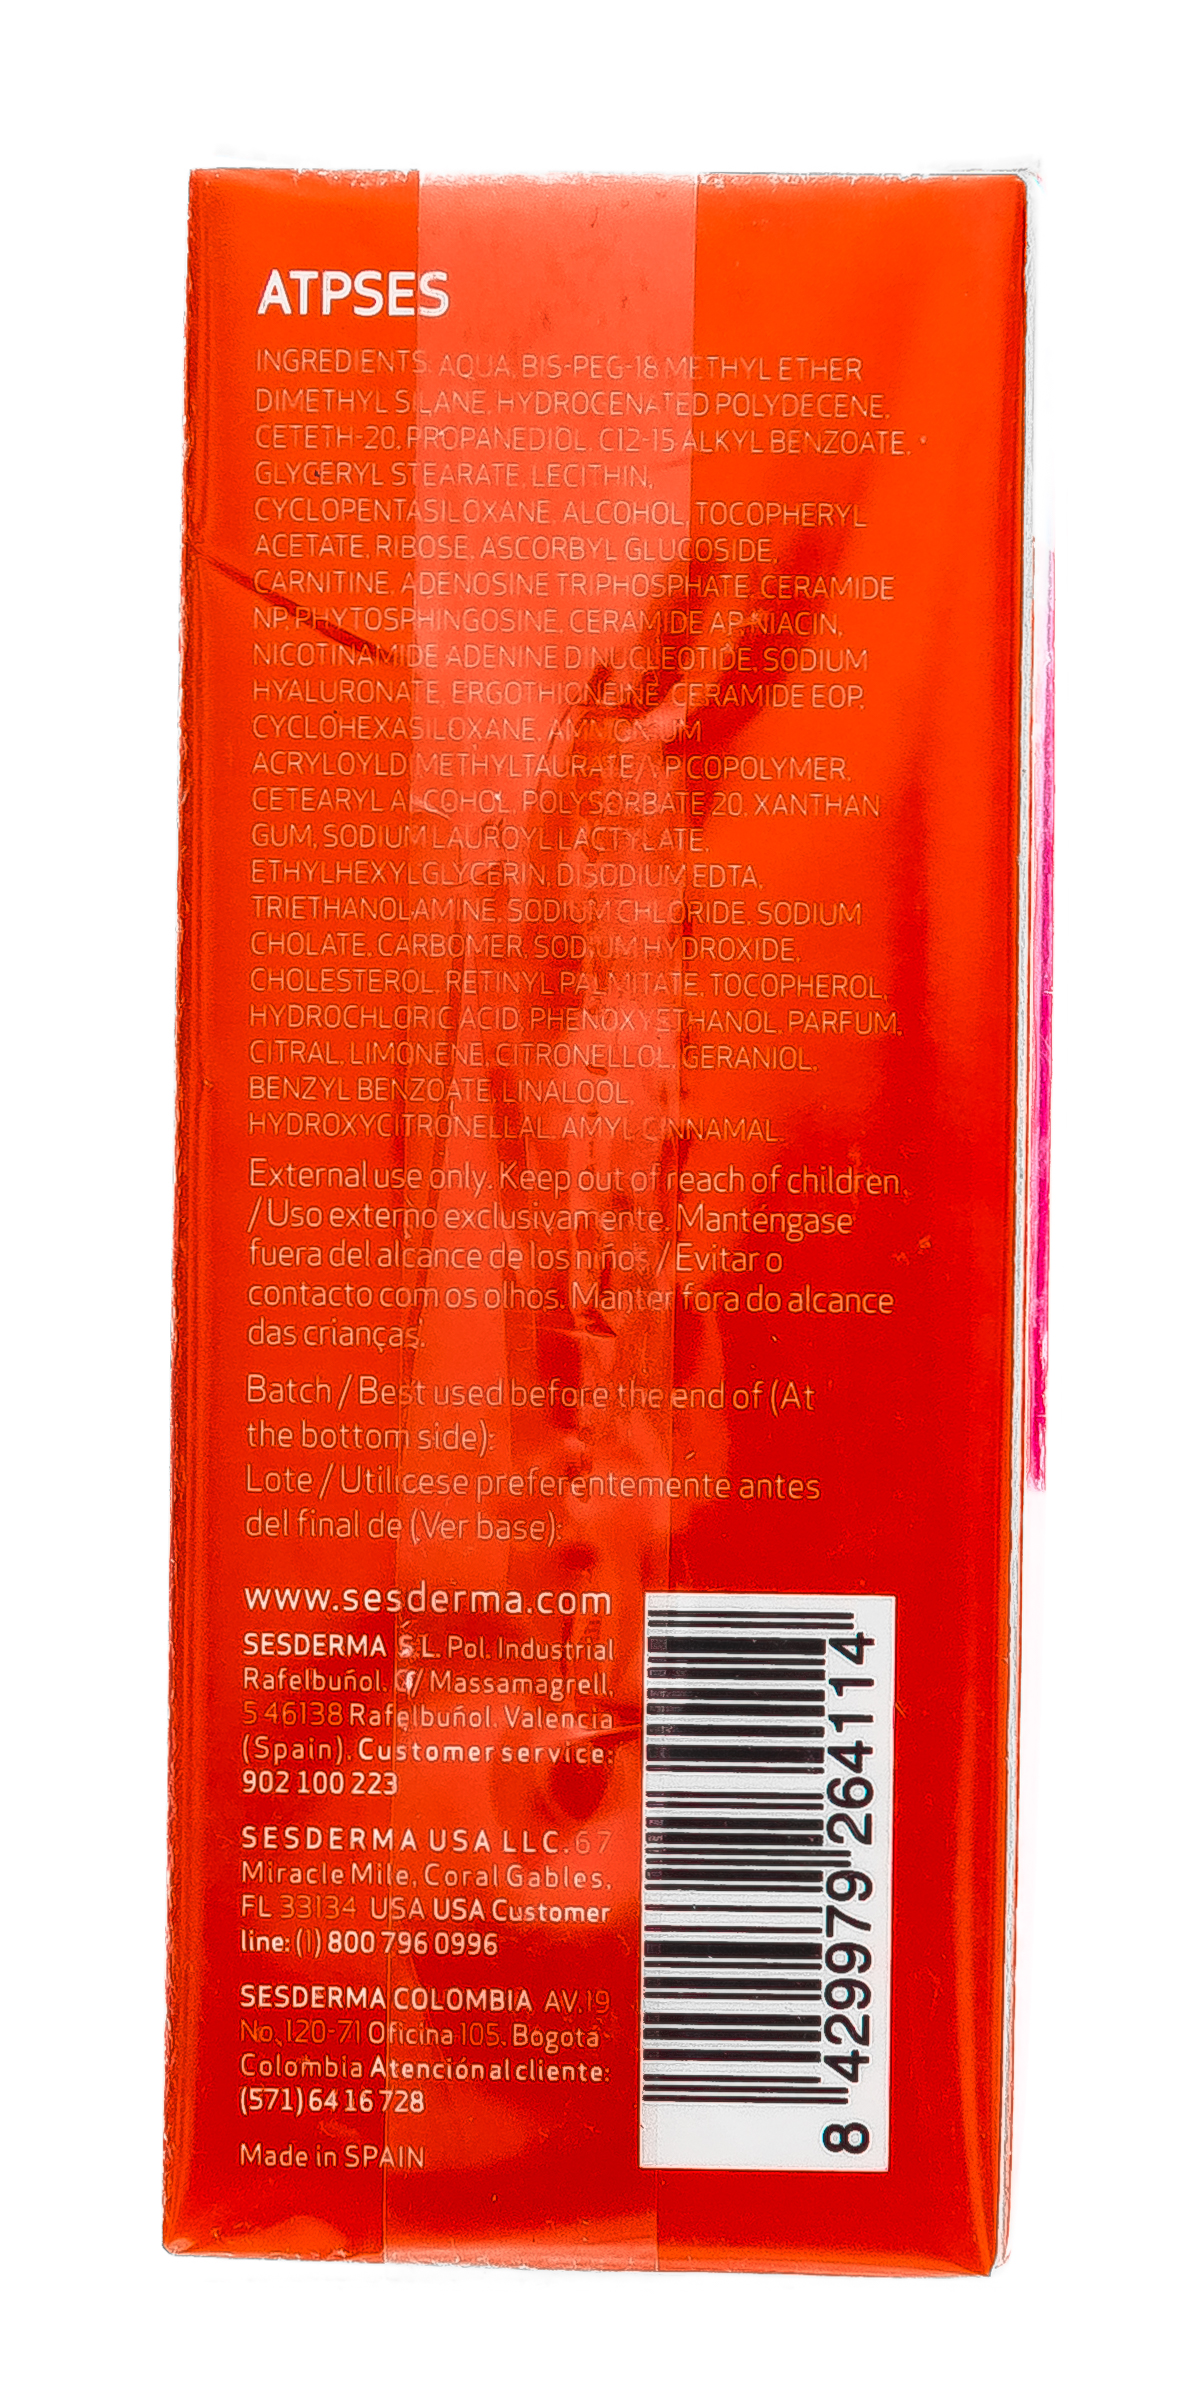 ATPSES
INGREDIENTS: AQUA, BIS-PEG-18 METHYL ETHER
DIMETHYL SILANE, HYDROGENATED POLYDECENE,
CETETH-20, PROPANEDIOL, C12-15 ALKYL BENZOATE,
GLYCERYL STEARATE, LECITHIN,
CYCLOPENTASILOXANE, ALCOHOL, TOCOPHERYL
ACETATE, RIBOSE, ASCORBYL GLUCOSIDE,
CARNITINE, ADENOSINE TRIPHOSPHATE, CERAMIDE
NP, PHYTOSPHINGOSINE, CERAMIDE AP, NIACIN,
NICOTINAMIDE ADENINE DINUCLEOTIDE, SODIUM
HYALURONATE, ERGOTHIONEINE, CERAMIDE EOP,
CYCLOHEXASILOXANE, AMMONIUM
ACRYLOYLDIMETHYLTAURATE/VP COPOLYMER,
CETEARYL ALCOHOL, POLYSORBATE 20, XANTHAN
GUM, SODIUM LAUROYL LACTYLATE,
ETHYLHEXYLGLYCERIN, DISODIUM EDTA,
TRIETHANOLAMINE, SODIUM CHLORIDE, SODIUM
CHOLATE, CARBOMER, SODIUM HYDROXIDE,
CHOLESTEROL, RETINYL PALMITATE, TOCOPHEROL,
HYDROCHLORIC ACID, PHENOXYETHANOL, PARFUM,
CITRAL, LIMONENE, CITRONELLOL, GERANIOL,
BENZYL BENZOATE, LINALOOL,
HYDROXYCITRONELLAL, AMYL CINNAMAL.
External use only. Keep out of reach of children.
/ Uso externo exclusivamente. Manténgase
fuera del alcance de los niños / Evitar o
contacto com os olhos. Manter fora do alcance
das crianças.
Batch / Best used before the end of (At
the bottom side):
Lote / Utilícese preferentemente antes
del final de (Ver base):
www.sesderma.com
SESDERMA S.L. Pol. Industrial
Rafelbuñol. C/ Massamagrell,
5 46138 Rafelbuñol. Valencia
(Spain). Customer service:
902 100 223
SESDERMA USA LLC. 67
Miracle Mile, Coral Gables,
FL 33134 USA USA Customer
line: (1) 800 796 0996
SESDERMA COLOMBIA AV. 19
No. 120-71 Oficina 105. Bogotá
Colombia Atención al cliente:
(571) 64 16 728
Made in SPAIN
8 429979 264114